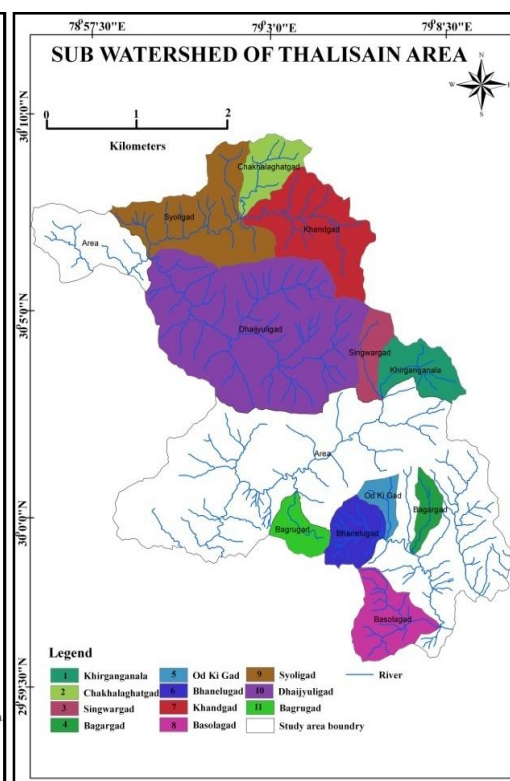 78°57'30"E
79°3'0"E
79°8'30"E
SUB WATERSHED OF THALISAIN AREA
N
W
E
S
30°10'0"N
0
1
2
Kilometers
Chakhalaghatgad
Syoligad
Khandgad
Area
30°5'0"N
Dhaijyuligad
Singwargad
Khirganganala
Area
Od Ki Gad
Bagargad
30°0'0"N
Bagrugad
Bhanelugad
Basolagad
29°59'30"N
Legend
1 Khirganganala
5 Od Ki Gad
9 Syoligad
River
2 Chakhalaghatgad
6 Bhanelugad
10 Dhaijyuligad
3 Singwargad
7 Khandgad
11 Bagrugad
4 Bagargad
8 Basolagad
Study area boundry